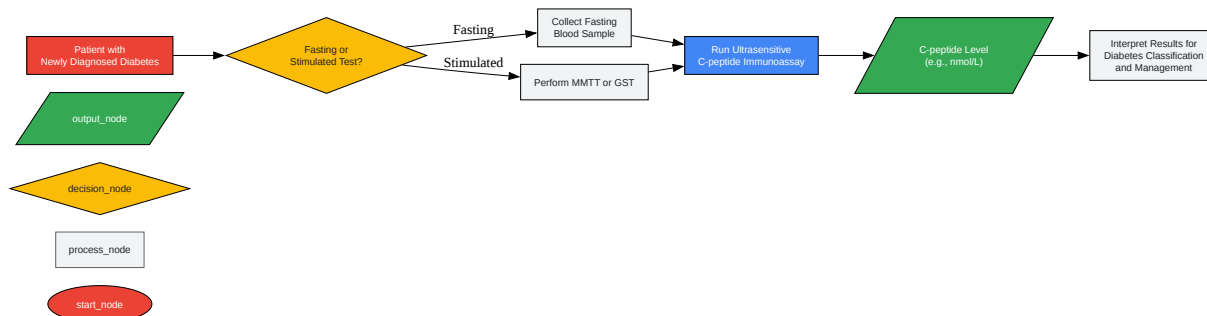 Patient with
Newly Diagnosed Diabetes
Fasting or
Stimulated Test?
Fasting
Stimulated
Collect Fasting
Blood Sample
Perform MMTT or GST
Run Ultrasensitive
C-peptide Immunoassay
C-peptide Level
(e.g., nmol/L)
Interpret Results for
Diabetes Classification
and Management
output_node
decision_node
process_node
start_node